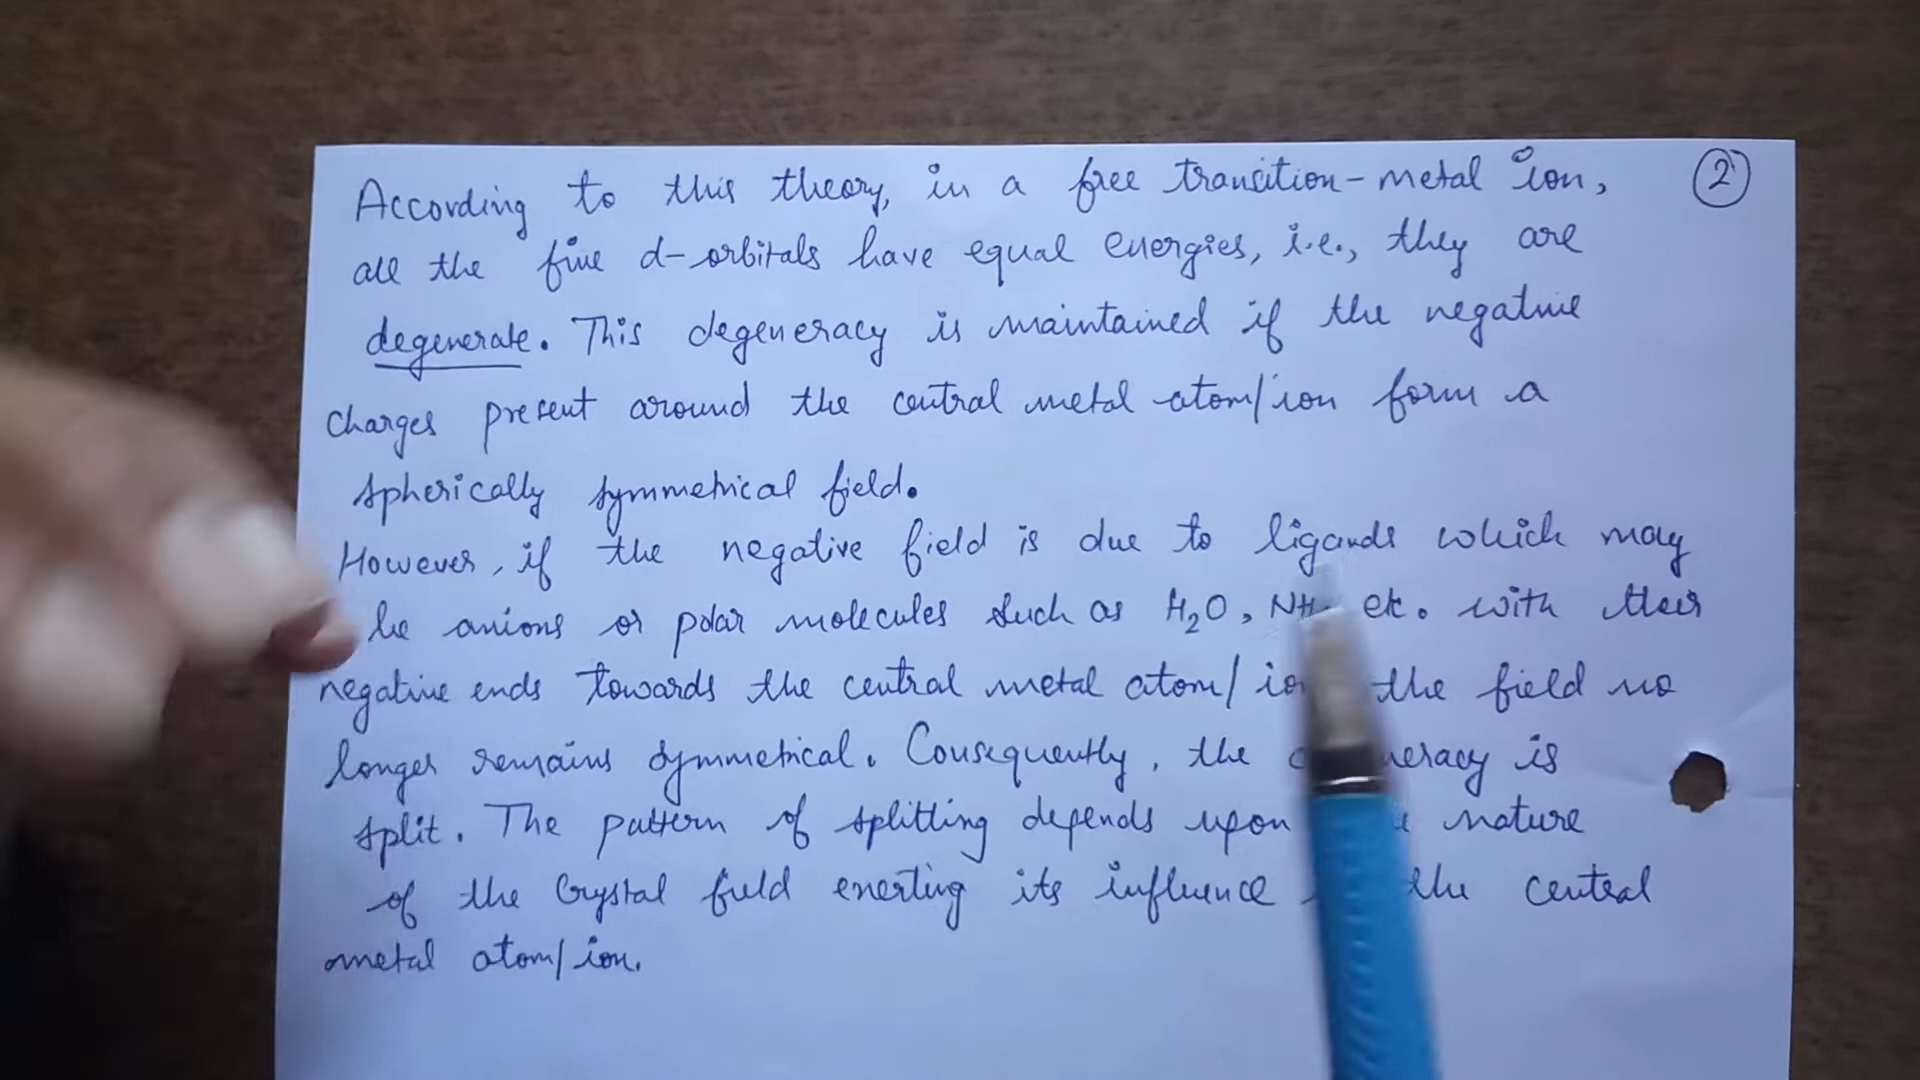 According to this theory, in a free transition-metal ion, ②
all the five d-orbitals have equal energies, i.e., they are
degenerate. This degeneracy is maintained if the negative
charges present around the central metal atom/ion form a
spherically symmetrical field.
However, if the negative field is due to ligands which may
be anions or polar molecules such as H₂O, etc. with their
negative ends towards the central metal atom/ the field no
longer remains symmetrical. Consequently, the is
split. The pattern of splitting depends upon nature
of the Crystal field exerting its influence the central
metal atom/ion.